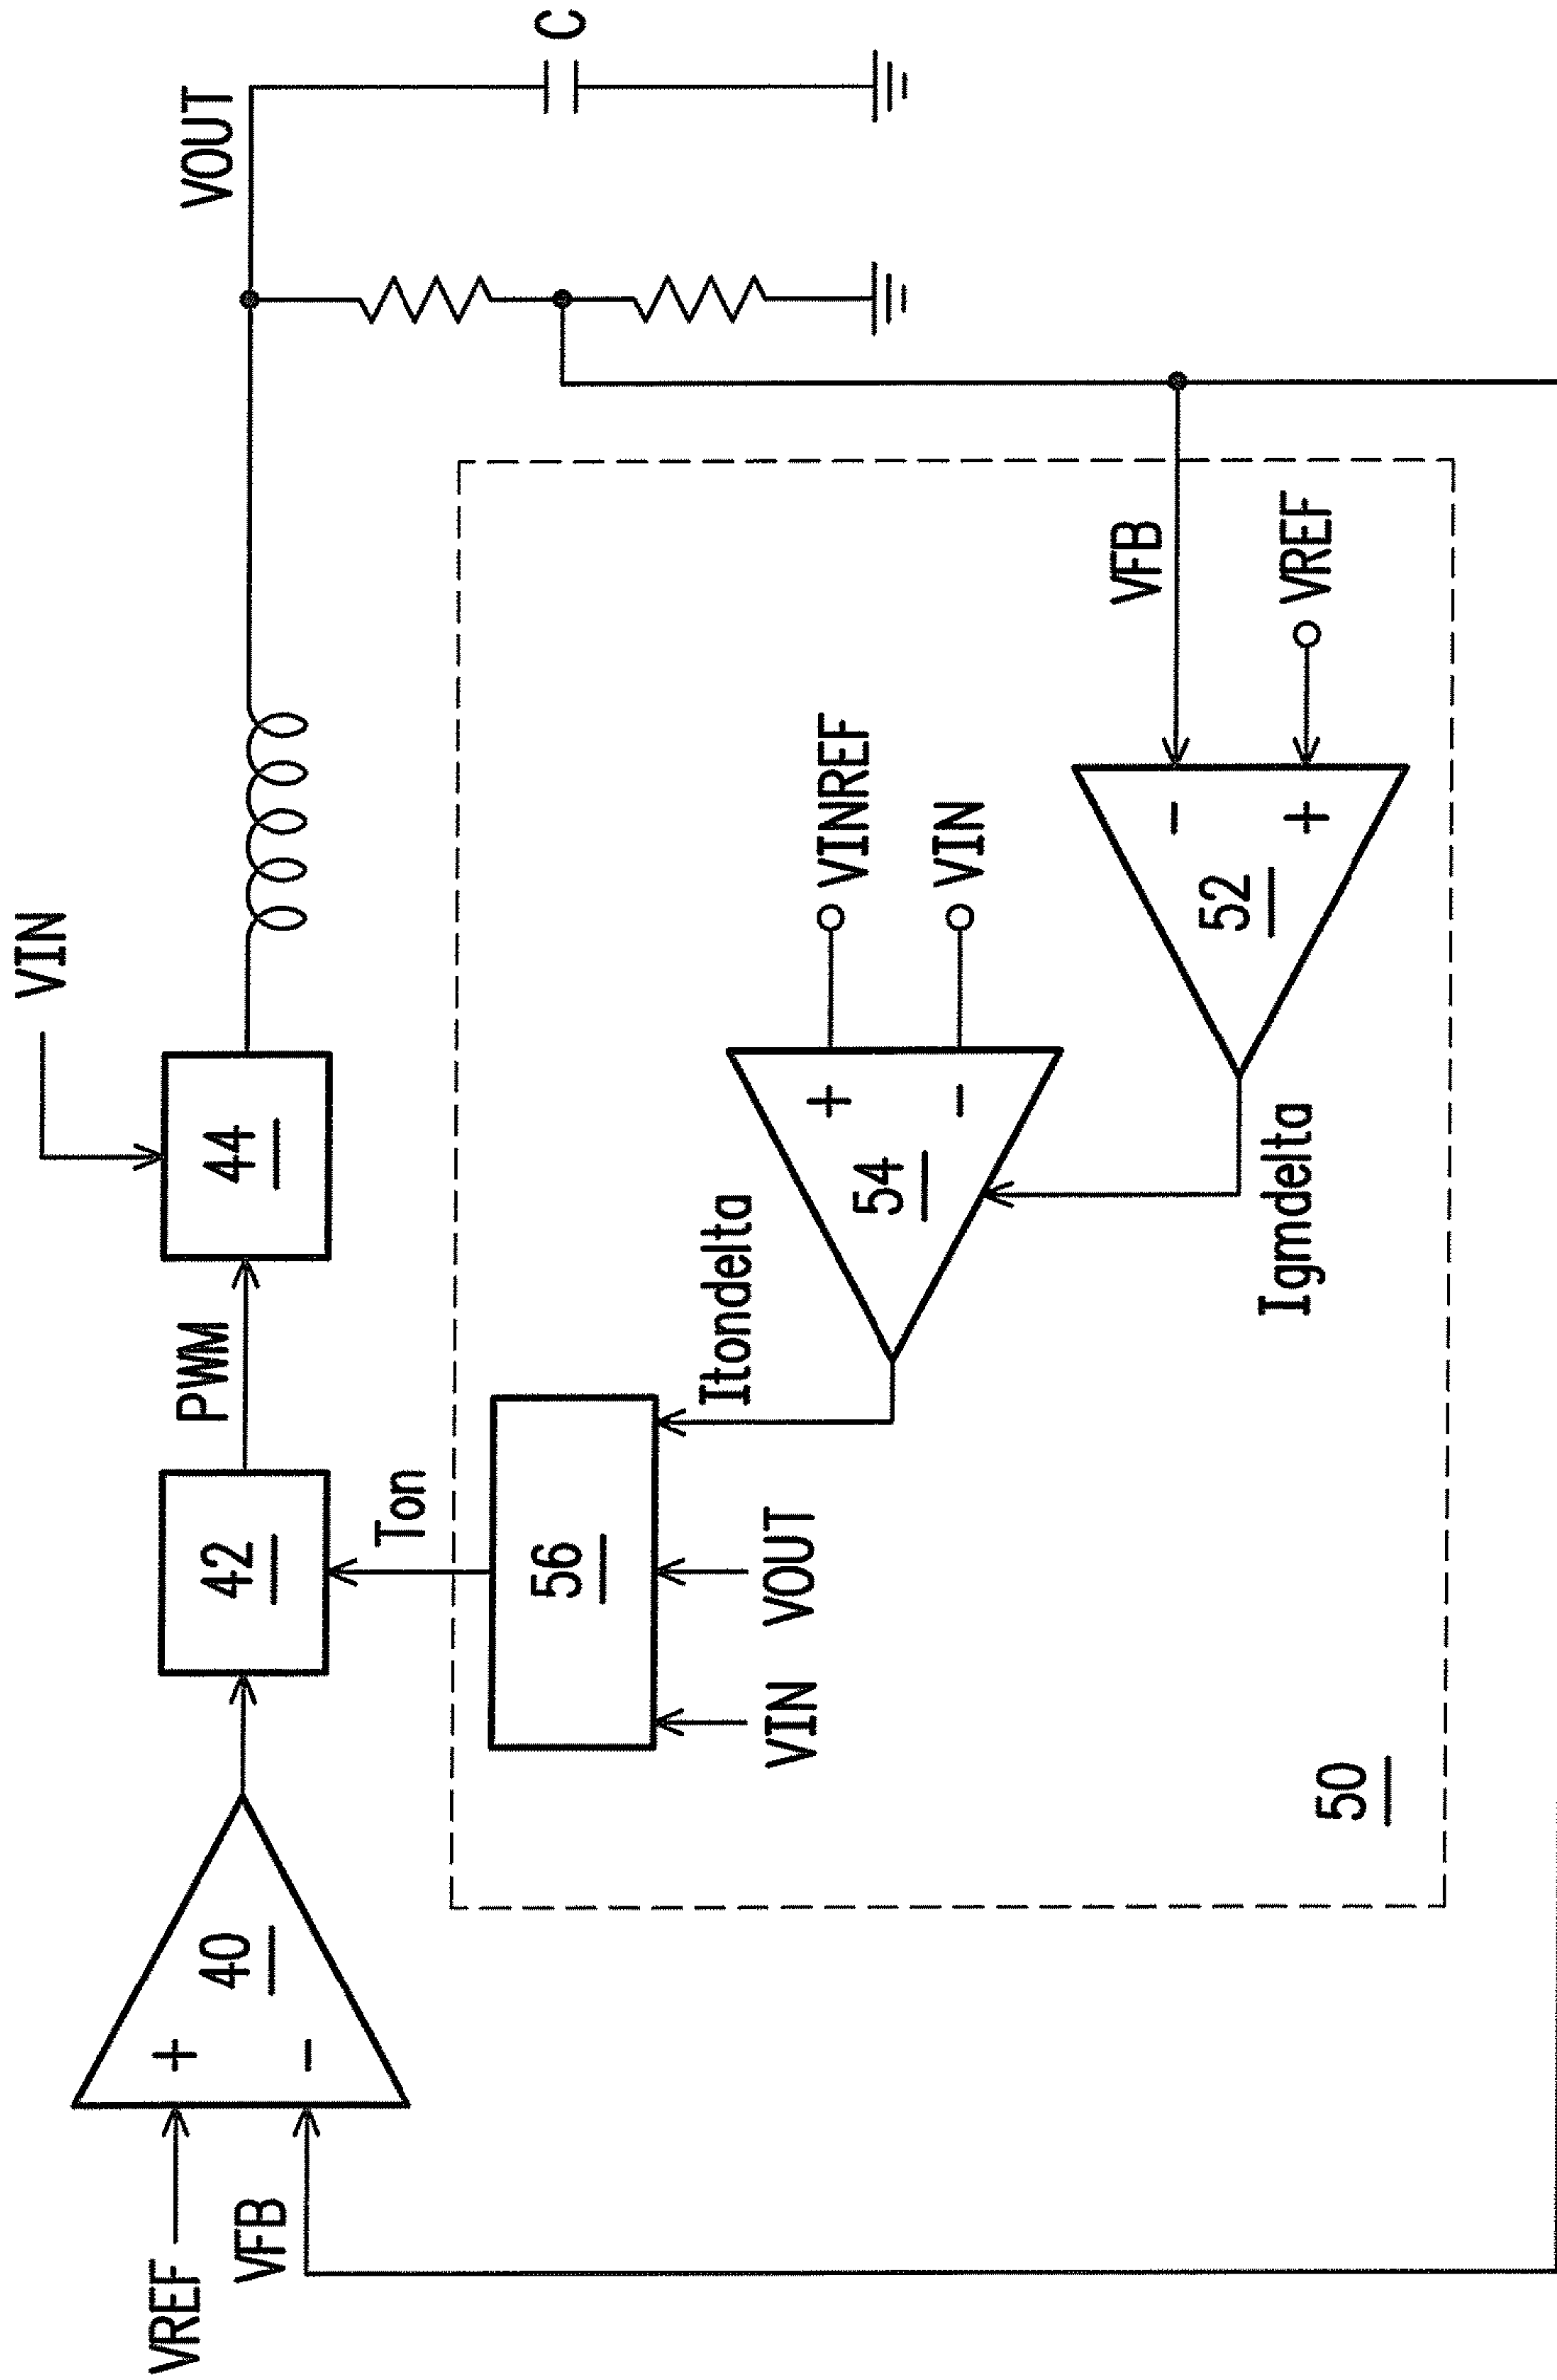 VIN
VOUT
VREF
+
40
42
PWM
44
C
VFB
-
Ton
56
Itondelta
+
VINREF
54
VIN
VOUT
-
VIN
VFB
-
52
Igmdelta
+
VREF
50